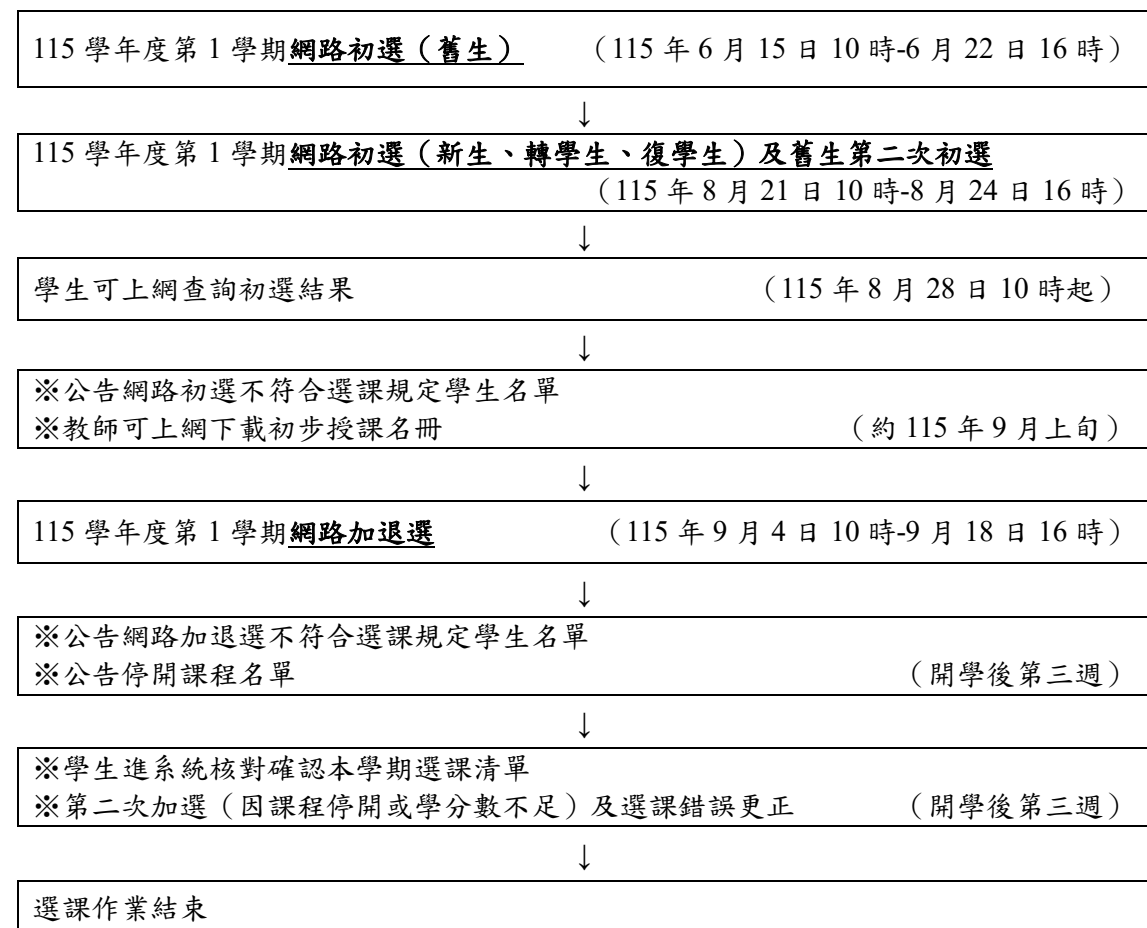 115 學年度第 1 學期網路初選（舊生） （115 年 6 月 15 日 10 時-6 月 22 日 16 時）
↓
115 學年度第 1 學期網路初選（新生、轉學生、復學生）及舊生第二次初選
（115 年 8 月 21 日 10 時-8 月 24 日 16 時）
↓
學生可上網查詢初選結果 （115 年 8 月 28 日 10 時起）
↓
※公告網路初選不符合選課規定學生名單
※教師可上網下載初步授課名冊 （約 115 年 9 月上旬）
↓
115 學年度第 1 學期網路加退選 （115 年 9 月 4 日 10 時-9 月 18 日 16 時）
↓
※公告網路加退選不符合選課規定學生名單
※公告停開課程名單 （開學後第三週）
↓
※學生進系統核對確認本學期選課清單
※第二次加選（因課程停開或學分數不足）及選課錯誤更正 （開學後第三週）
↓
選課作業結束